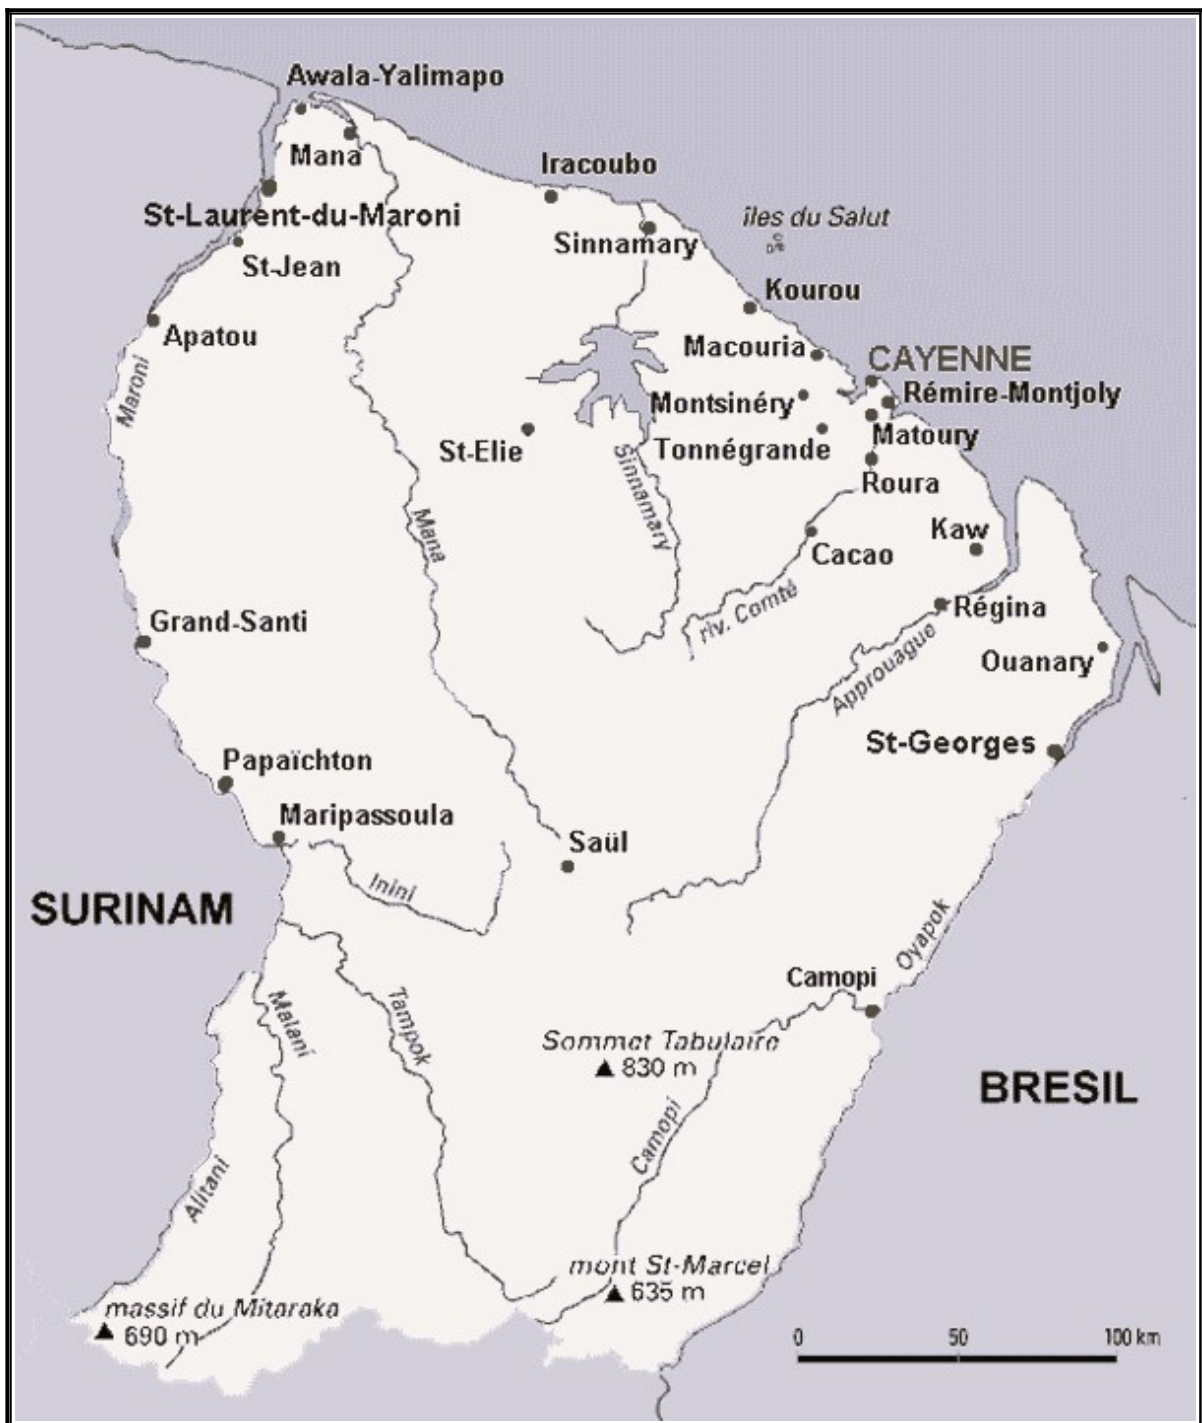 Awala-Yalimapo
Mana
Iracoubo
St-Laurent-du-Maroni
îles du Salut
Sinnamary
St-Jean
Kourou
Apatou
Macouria
CAYENNE
Maroni
Montsinéry
Rémire-Montjoly
St-Elie
Tonnégrande
Matoury
Sinnamary
Roura
Mana
Kaw
Cacao
riv. Comté
Régina
Grand-Santi
Approuague
Ouanary
St-Georges
Papaïchton
Maripassoula
Saül
Inini
SURINAM
Oyapok
Camopi
Malani
Tampok
Sommet Tabulaire
830 m
BRESIL
Camopi
Alitani
mont St-Marcel
635 m
massif du Mitaraka
690 m
0 50 100 km